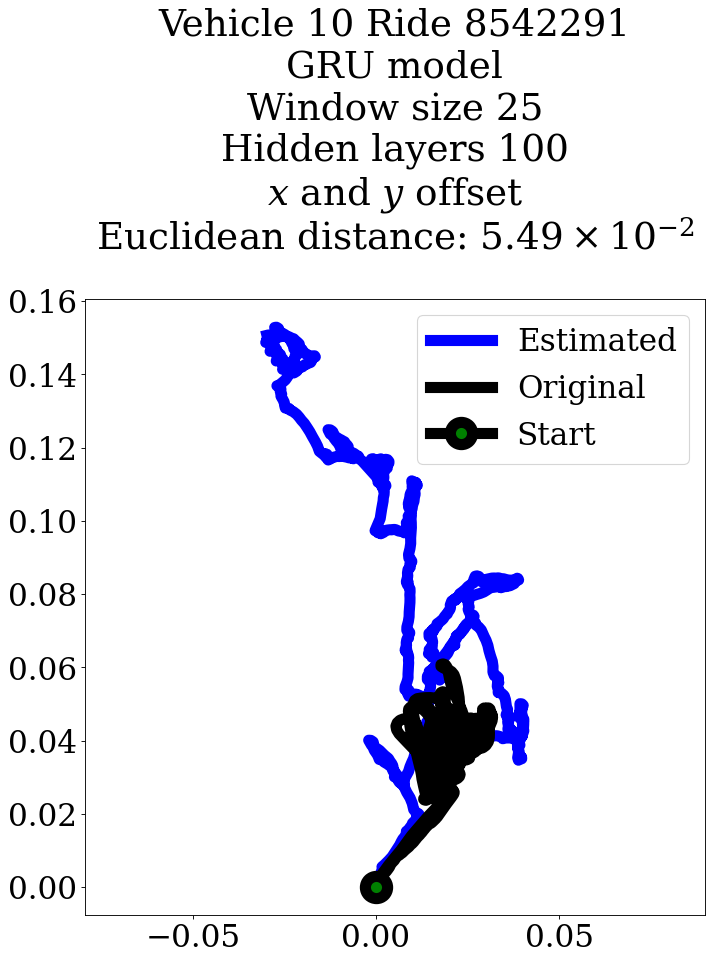 Vehicle 10 Ride 8542291
GRU model
Window size 25
Hidden layers 100
x and y offset
Euclidean distance: 5.49 × 10⁻²
0.16
0.14
0.12
0.10
0.08
0.06
0.04
0.02
0.00
Estimated
Original
Start
−0.05
0.00
0.05